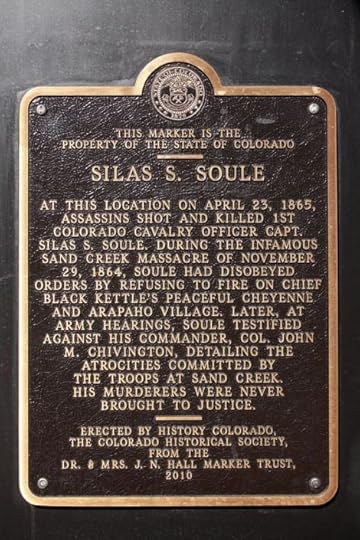 THIS MARKER IS THE
PROPERTY OF THE STATE OF COLORADO
SILAS S. SOULE
AT THIS LOCATION ON APRIL 23, 1865,
ASSASSINS SHOT AND KILLED 1ST
COLORADO CAVALRY OFFICER CAPT.
SILAS S. SOULE. DURING THE INFAMOUS
SAND CREEK MASSACRE OF NOVEMBER
29, 1864, SOULE HAD DISOBEYED
ORDERS BY REFUSING TO FIRE ON CHIEF
BLACK KETTLE'S PEACEFUL CHEYENNE
AND ARAPAHO VILLAGE. LATER, AT
ARMY HEARINGS, SOULE TESTIFIED
AGAINST HIS COMMANDER, COL. JOHN
M. CHIVINGTON, DETAILING THE
ATROCITIES COMMITTED BY
THE TROOPS AT SAND CREEK.
HIS MURDERERS WERE NEVER
BROUGHT TO JUSTICE.
ERECTED BY HISTORY COLORADO,
THE COLORADO HISTORICAL SOCIETY,
FROM THE
DR. & MRS. J. N. HALL MARKER TRUST,
2010